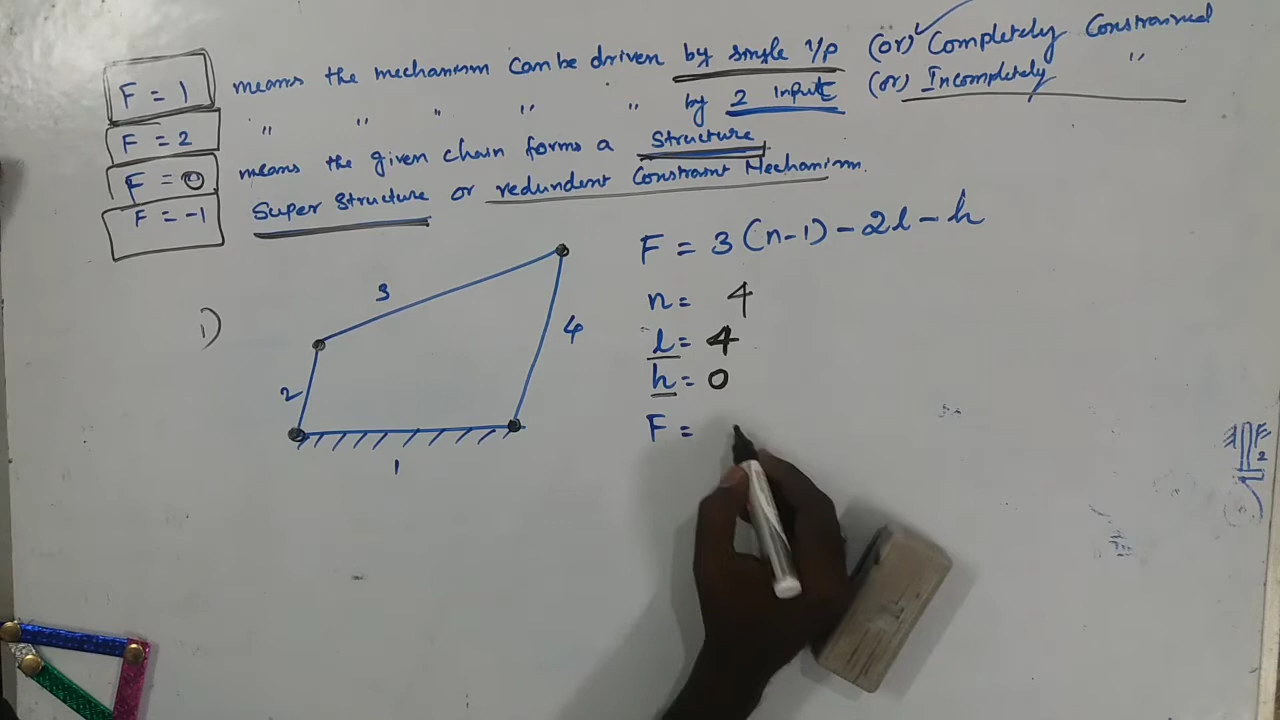 F = 1 means the mechanism can be driven by single i/p (or) Completely Constrained
F = 2 " " " " " by 2 inputs (or) Incompletely "
F = 0 means the given chain forms a Structure
F = -1 Super Structure or redundent Constraint Mechanism.
F = 3(n-1) - 2l - h
1)
3
2
4
1
n = 4
l = 4
h = 0
F =
2